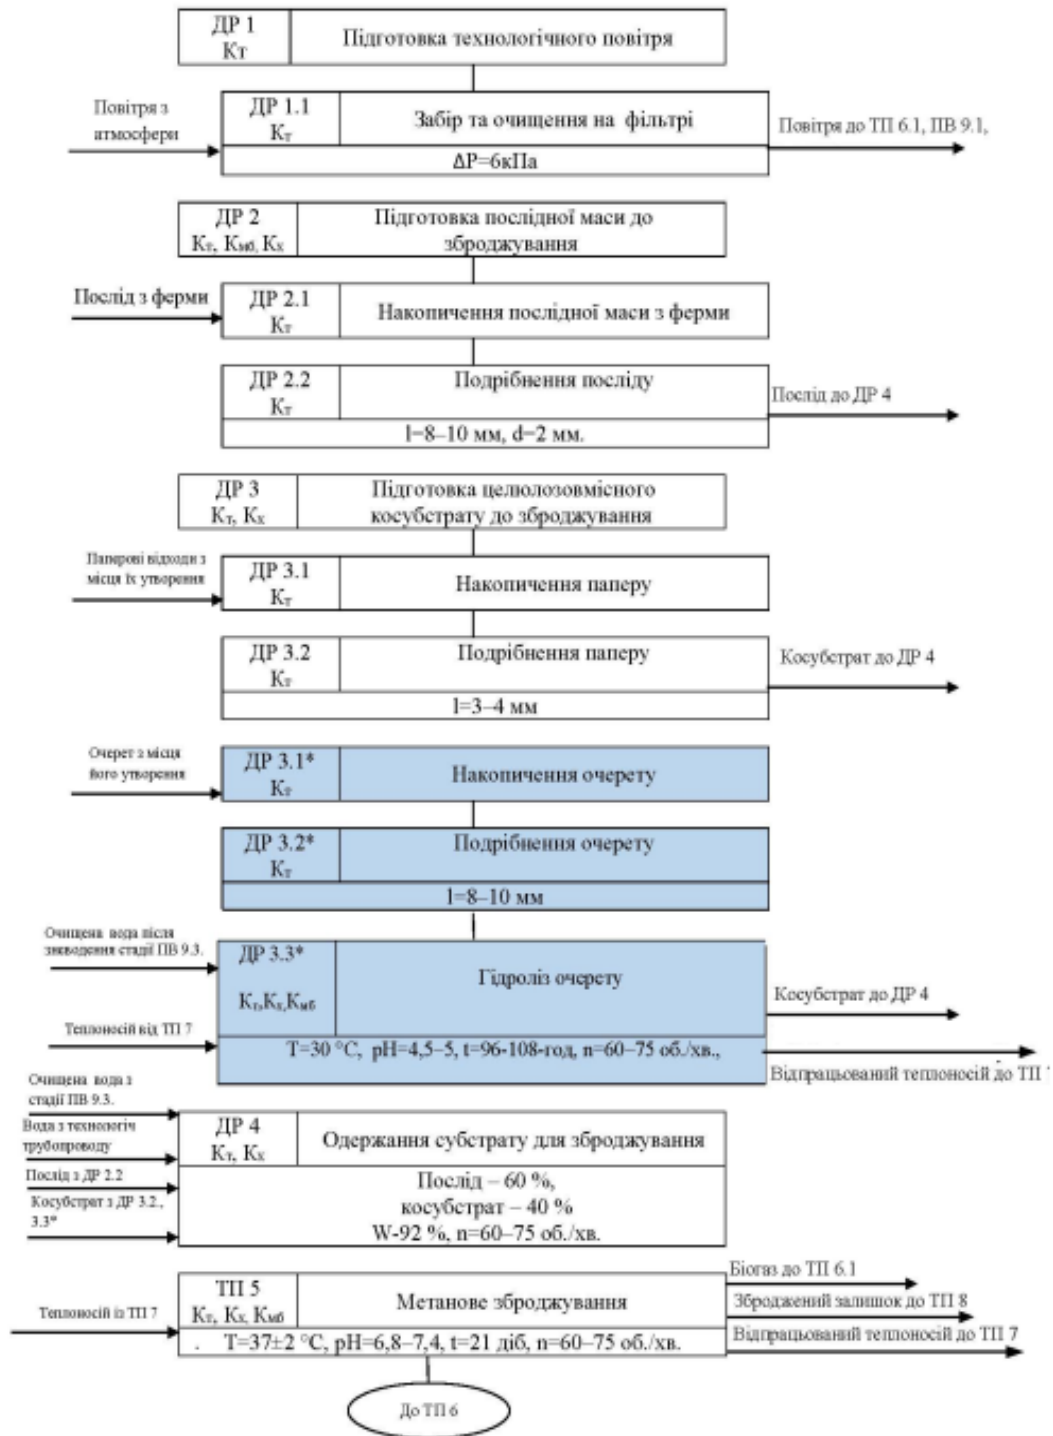 ДР 1
Кт
Підготовка технологічного повітря
Повітря з
атмосфери
ДР 1.1
Кт
Забір та очищення на фільтрі
ΔP=6кПа
Повітря до ТП 6.1, ПВ 9.1,
ДР 2
Кт, Кмб, Кх
Підготовка послідної маси до
зброджування
Послід з ферми
ДР 2.1
Кт
Накопичення послідної маси з ферми
ДР 2.2
Кт
Подрібнення посліду
l=8–10 мм, d=2 мм.
Послід до ДР 4
ДР 3
Кт, Кх
Підготовка целюлозовмісного
косубстрату до зброджування
Паперові відходи з
місця їх утворення
ДР 3.1
Кт
Накопичення паперу
ДР 3.2
Кт
Подрібнення паперу
l=3–4 мм
Косубстрат до ДР 4
Очерет з місця
його утворення
ДР 3.1*
Кт
Накопичення очерету
ДР 3.2*
Кт
Подрібнення очерету
l=8–10 мм
Очищена вода після
зневоднення стадії ПВ 9.3.
ДР 3.3*
Кт,Кх,Кмб
Гідроліз очерету
Косубстрат до ДР 4
Теплоносій від ТП 7
T=30 °C, pH=4,5–5, t=96-108-год, n=60–75 об./хв.,
Відпрацьований теплоносій до ТП
Очищена вода з
стадії ПВ 9.3.
Вода з технологіч
трубопроводу
Послід з ДР 2.2
Косубстрат з ДР 3.2.,
3.3*
ДР 4
Кт, Кх
Одержання субстрату для зброджування
Послід – 60 %,
косубстрат – 40 %
W-92 %, n=60–75 об./хв.
Теплоносій із ТП 7
ТП 5
Кт, Кх, Кмб
Метанове зброджування
. T=37±2 °C, pH=6,8–7,4, t=21 діб, n=60–75 об./хв.
Біогаз до ТП 6.1
Зброджений залишок до ТП 8
Відпрацьований теплоносій до ТП 7
До ТП 6